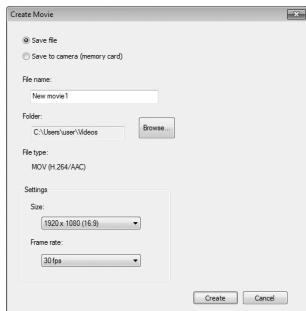 Create Movie
Save file
Save to camera (memory card)
File name:
New movie1
Folder:
C:\Users\user\Videos
Browse...
File type:
MOV (H.264/AAC)
Settings
Size:
1920 x 1080 (16:9)
Frame rate:
30 fps
Create
Cancel